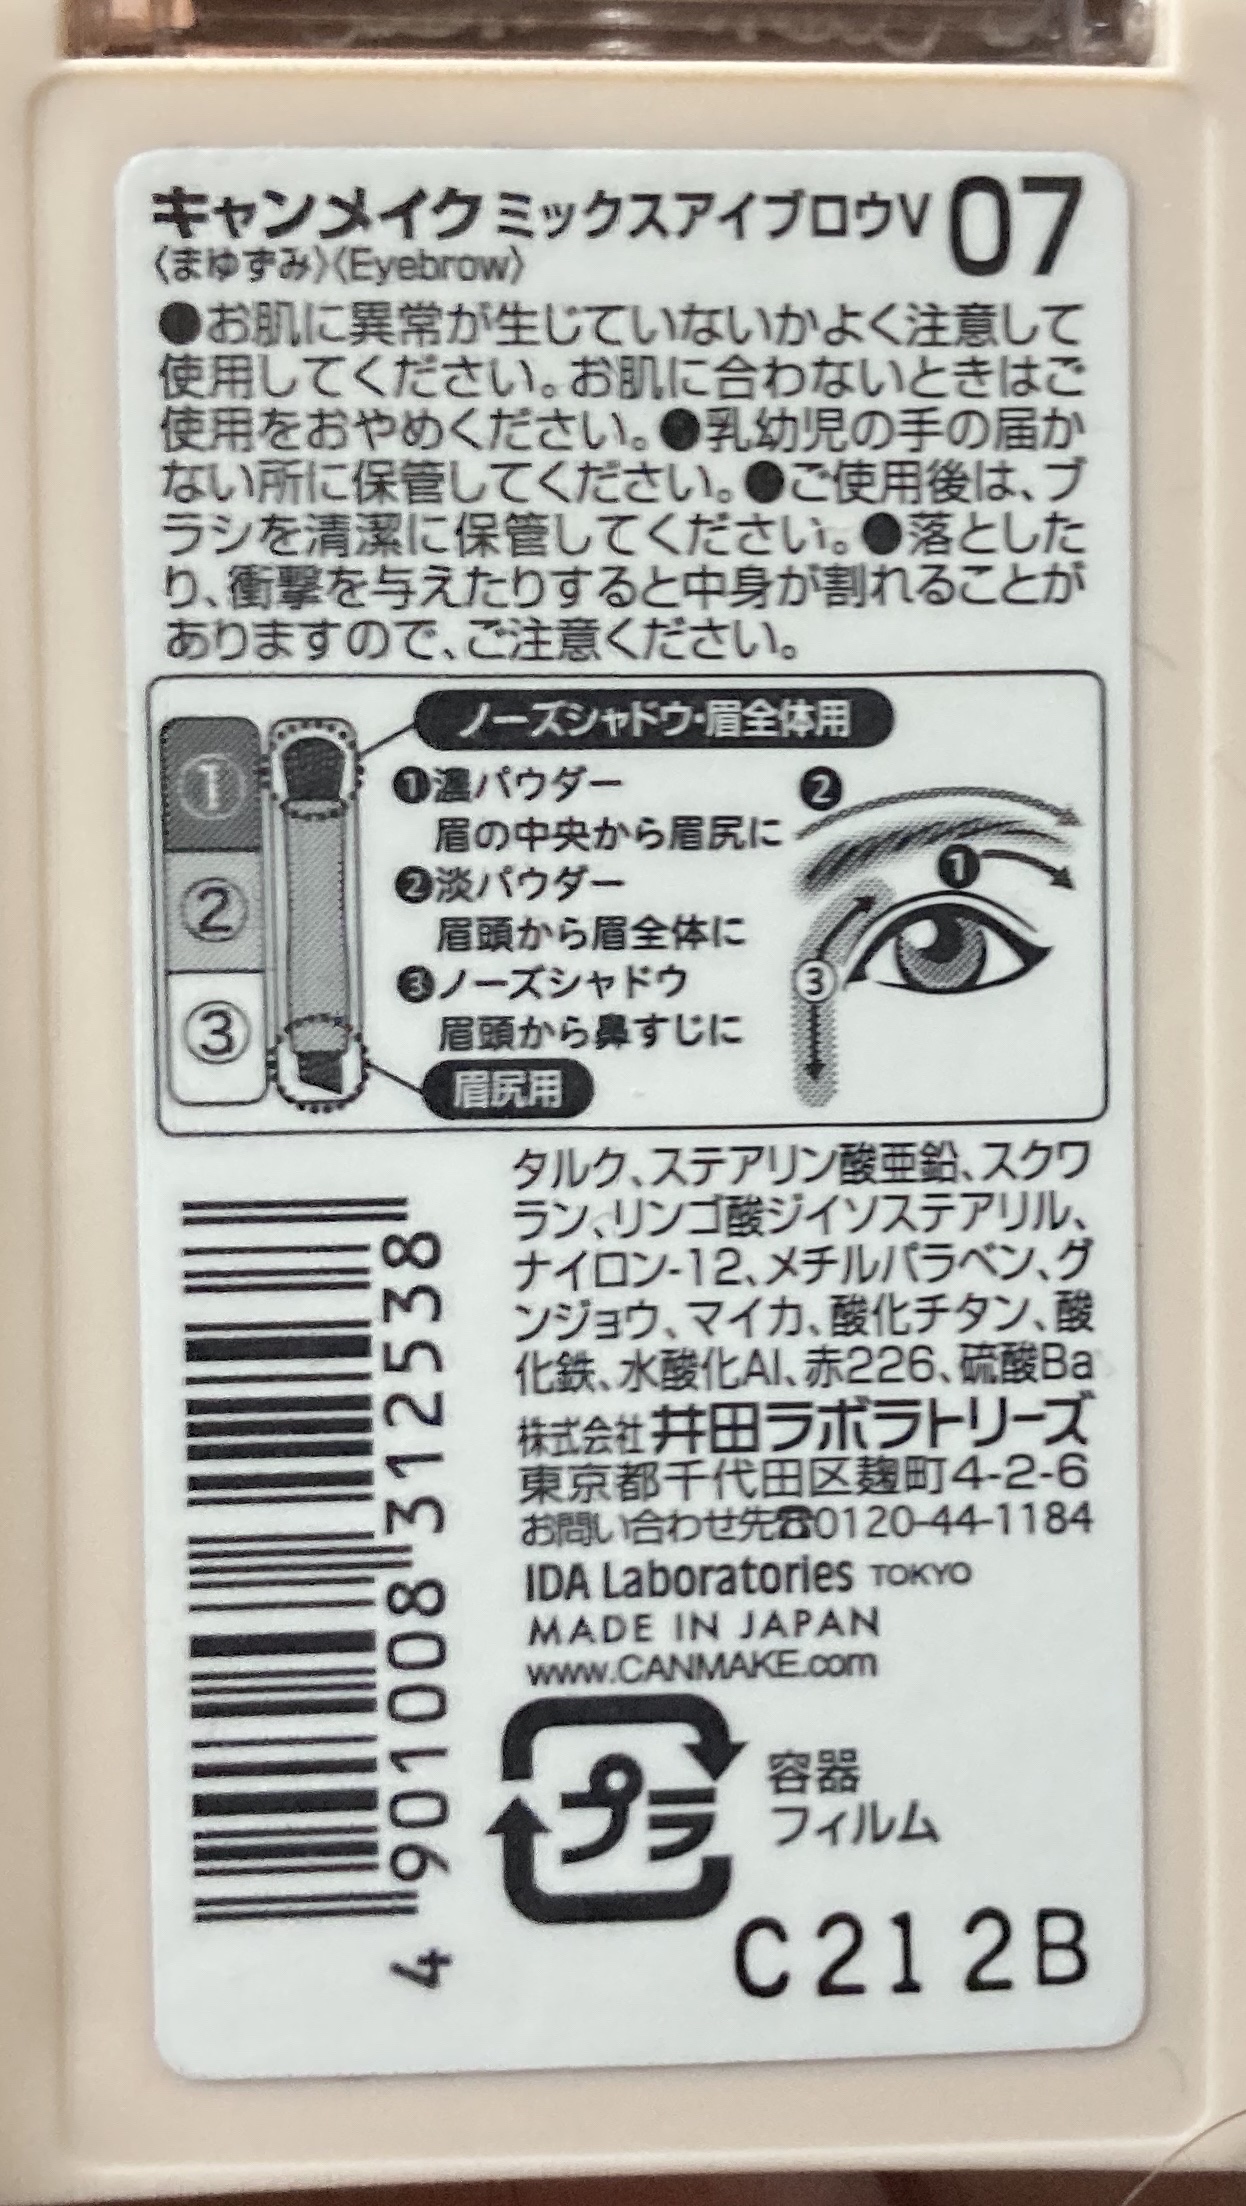 キャンメイク ミックスアイブロウV 07
〈まゆずみ〉〈Eyebrow〉
●お肌に異常が生じていないかよく注意して
使用してください。お肌に合わないときはご
使用をおやめください。●乳幼児の手の届か
ない所に保管してください。●ご使用後は、ブ
ラシを清潔に保管してください。●落とした
り、衝撃を与えたりすると中身が割れることが
ありますので、ご注意ください。
ノーズシャドウ・眉全体用
①
②
③
❶濃パウダー
眉の中央から眉尻に
❷淡パウダー
眉頭から眉全体に
❸ノーズシャドウ
眉頭から鼻すじに
眉尻用
❷
❶
③
タルク、ステアリン酸亜鉛、スクワ
ラン、リンゴ酸ジイソステアリル、
ナイロン-12、メチルパラベン、グ
ンジョウ、マイカ、酸化チタン、酸
化鉄、水酸化Al、赤226、硫酸Ba
株式会社 井田ラボラトリーズ
東京都千代田区麹町4-2-6
お問い合わせ先☎0120-44-1184
IDA Laboratories TOKYO
MADE IN JAPAN
www.CANMAKE.com
プラ
容器
フィルム
C212B
4 901008 312538